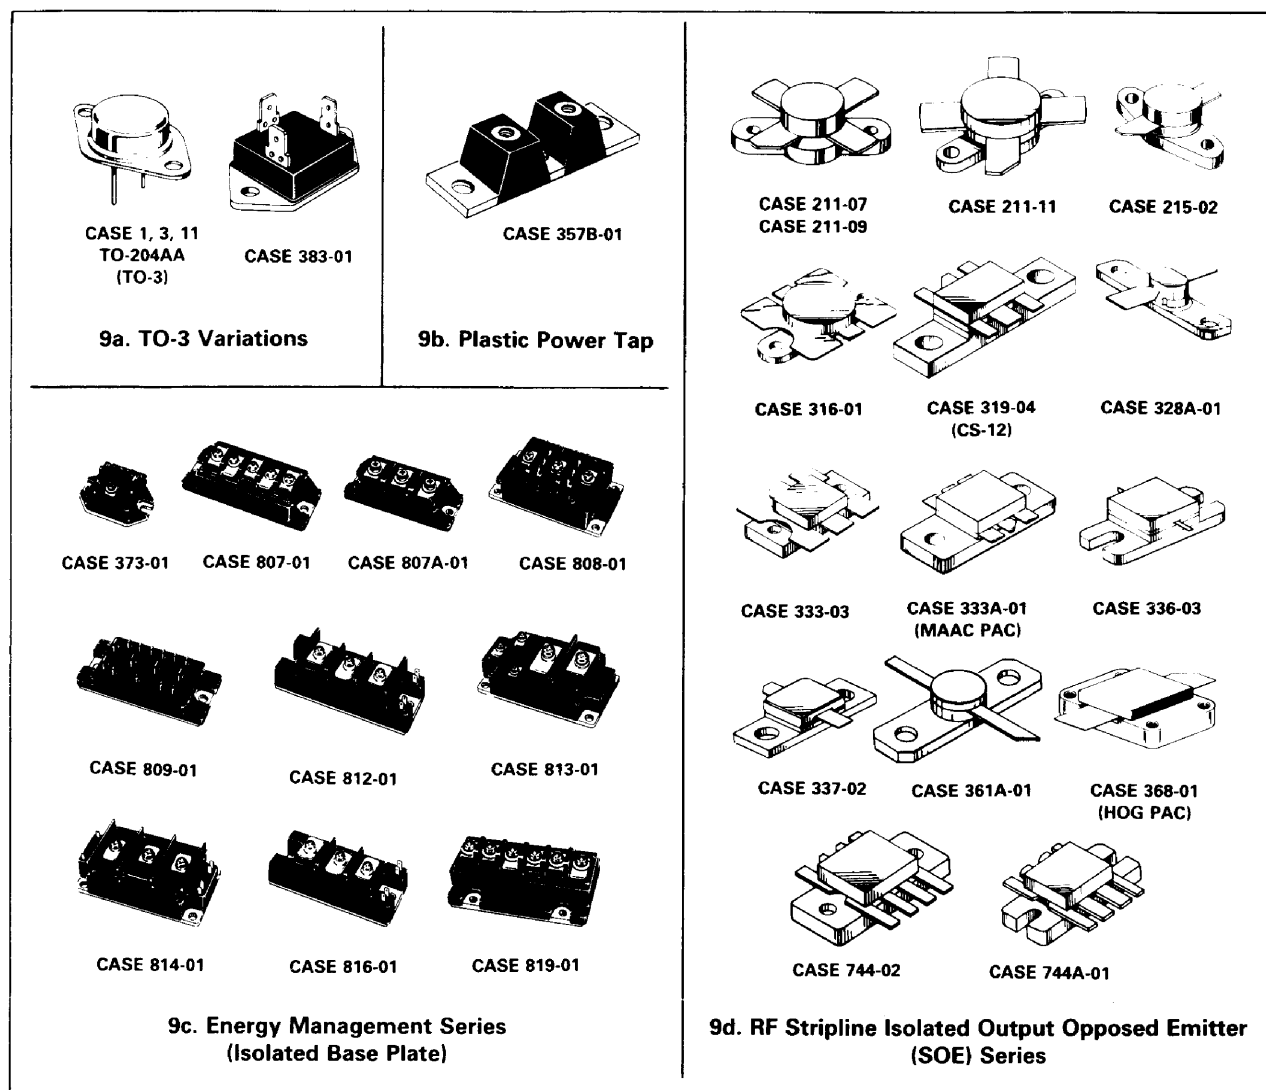 CASE 1, 3, 11
TO-204AA
(TO-3)
CASE 383-01
9a. TO-3 Variations
CASE 357B-01
9b. Plastic Power Tap
CASE 373-01
CASE 807-01
CASE 807A-01
CASE 808-01
CASE 809-01
CASE 812-01
CASE 813-01
CASE 814-01
CASE 816-01
CASE 819-01
9c. Energy Management Series
(Isolated Base Plate)
CASE 211-07
CASE 211-09
CASE 211-11
CASE 215-02
CASE 316-01
CASE 319-04
(CS-12)
CASE 328A-01
CASE 333-03
CASE 333A-01
(MAAC PAC)
CASE 336-03
CASE 337-02
CASE 361A-01
CASE 368-01
(HOG PAC)
CASE 744-02
CASE 744A-01
9d. RF Stripline Isolated Output Opposed Emitter
(SOE) Series